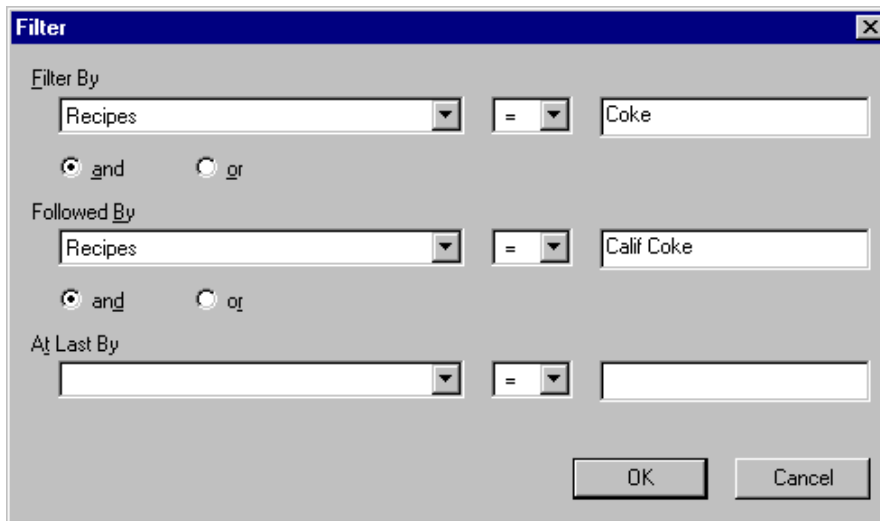 Filter
Filter By
Recipes = Coke
and or
Followed By
Recipes = Calif Coke
and or
At Last By
=
OK Cancel